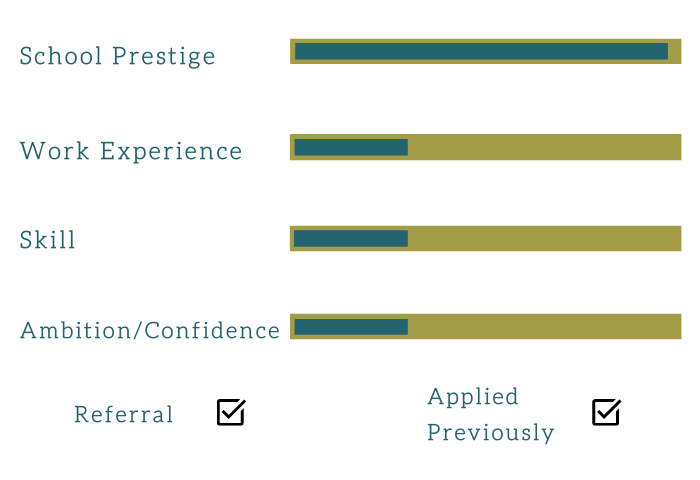 School Prestige
Work Experience
Skill
Ambition/Confidence
Referral
Applied
Previously